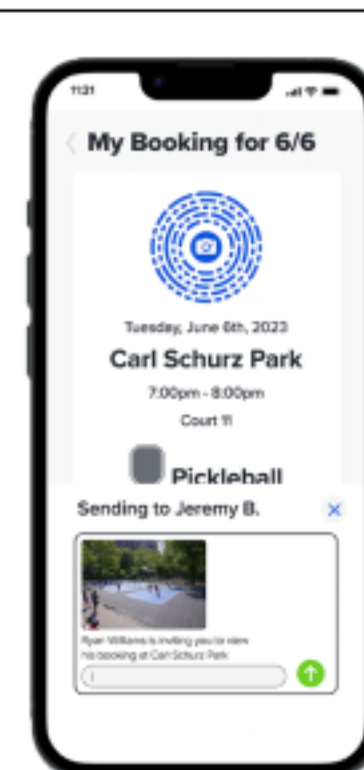 11:21
My Booking for 6/6
Tuesday, June 6th, 2023
Carl Schurz Park
7:00pm - 8:00pm
Court 11
Pickleball
Sending to Jeremy B.
Ryan Williams is inviting you to view
his booking at Carl Schurz Park